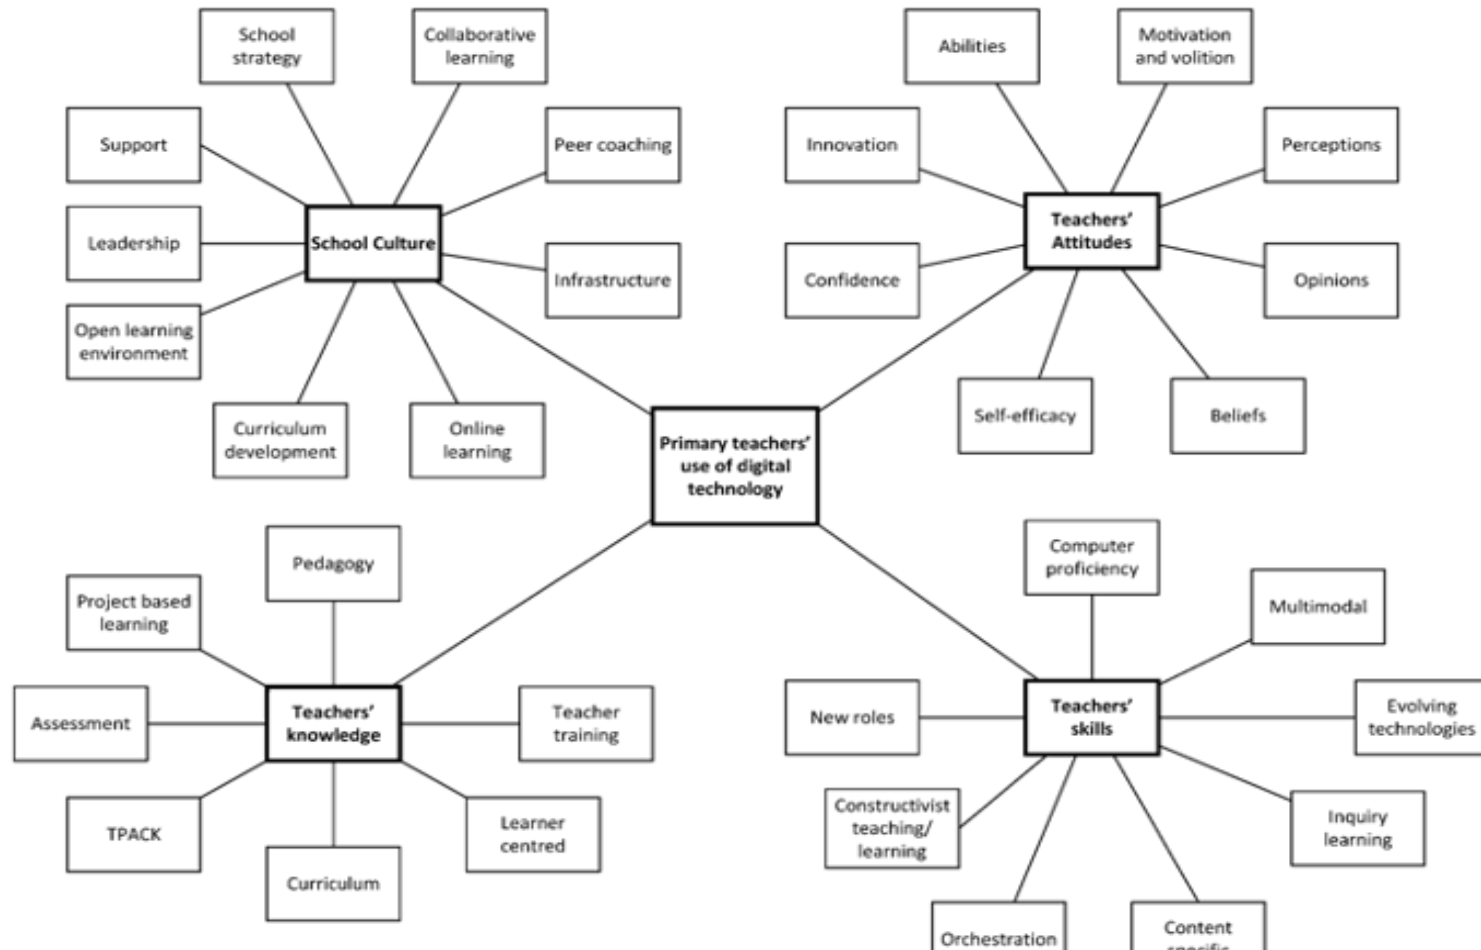 School
strategy
Collaborative
learning
Support
Peer coaching
Leadership
School Culture
Infrastructure
Open learning
environment
Curriculum
development
Online
learning
Abilities
Motivation
and volition
Innovation
Perceptions
Teachers’
Attitudes
Confidence
Opinions
Self-efficacy
Beliefs
Primary teachers’
use of digital
technology
Pedagogy
Project based
learning
Assessment
Teachers’
knowledge
Teacher
training
TPACK
Learner
centred
Curriculum
Computer
proficiency
Multimodal
New roles
Teachers’
skills
Evolving
technologies
Constructivist
teaching/
learning
Inquiry
learning
Orchestration
Content
specific